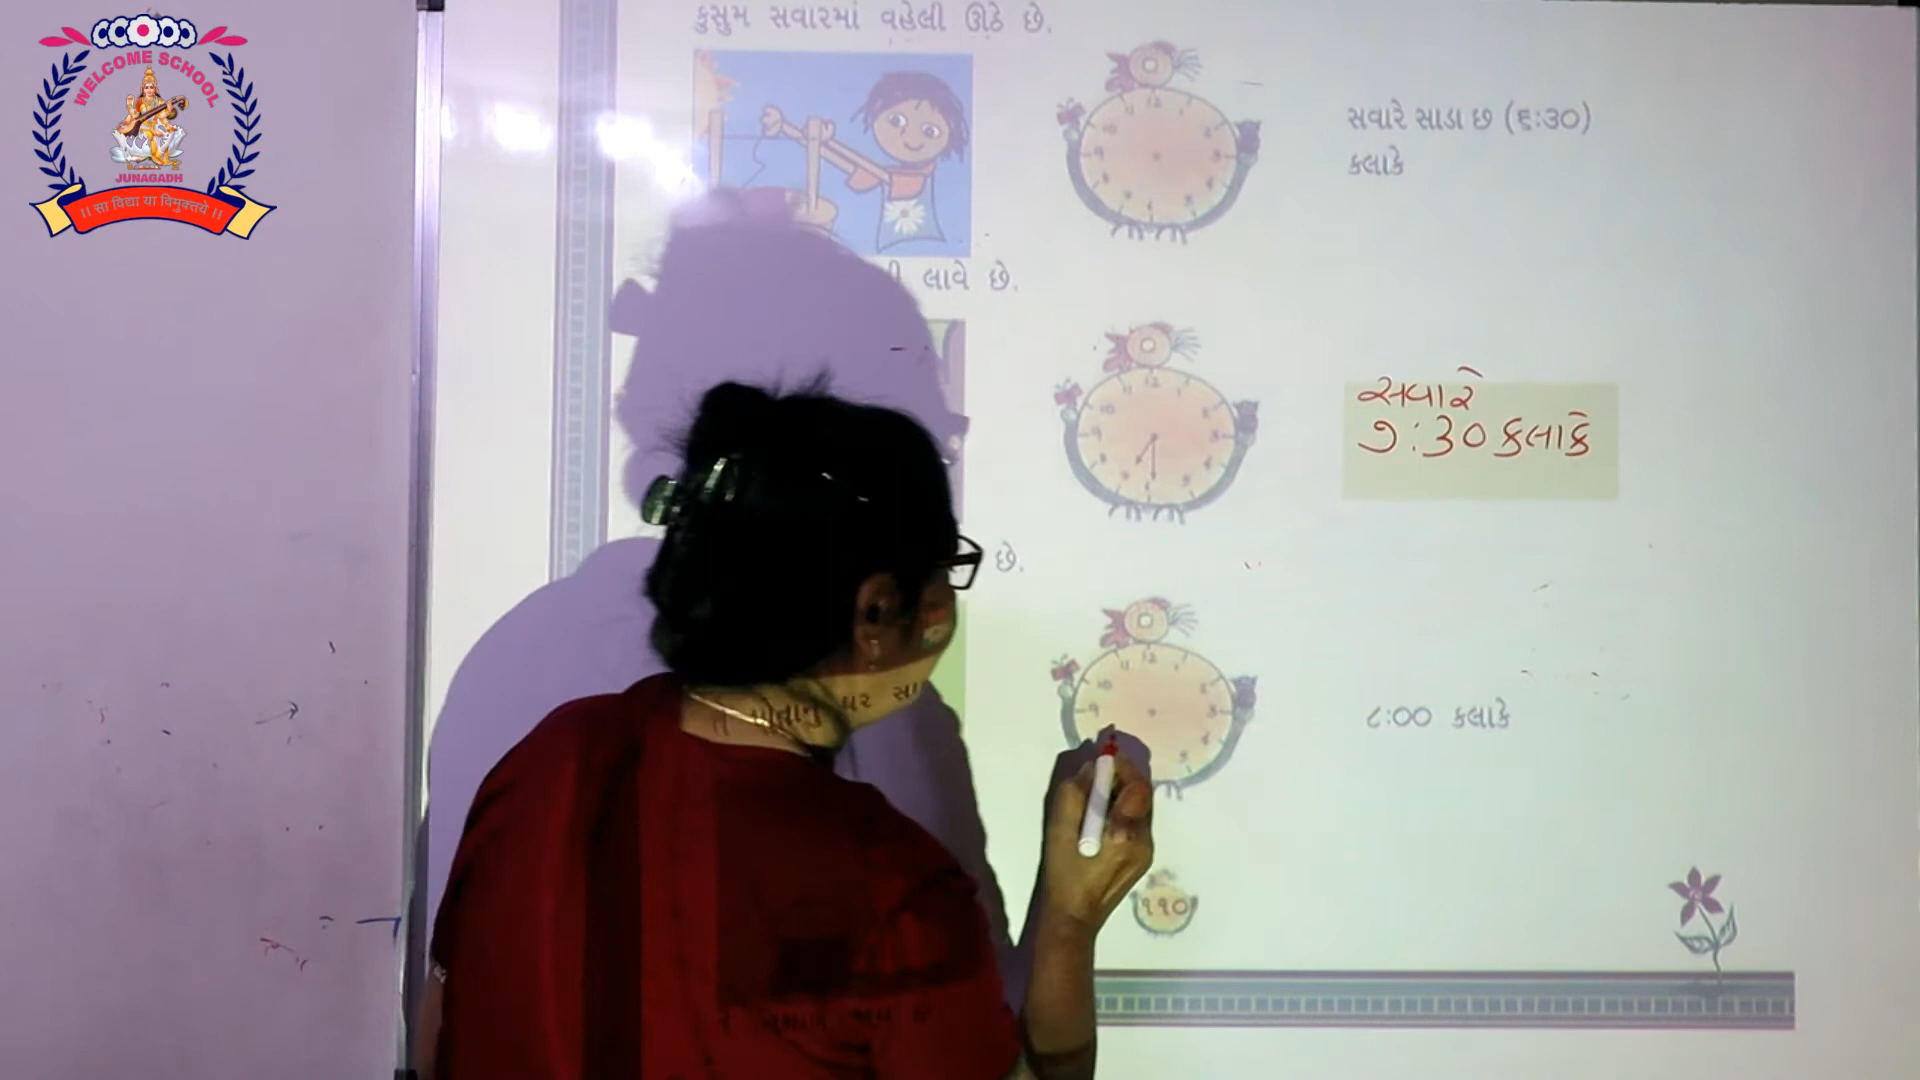 WELCOME SCHOOL
JUNAGADH
।। सा विद्या या विमुक्तये ।।
કુસુમ સવારમાં વહેલી ઊઠે છે.
સવારે સાડા છ (૬:૩૦)
કલાકે
લાવે છે.
સવારે
૭:૩૦ કલાકે
છે.
તે પોતાનું ઘર સા
૮:૦૦ કલાકે
૧૧૦